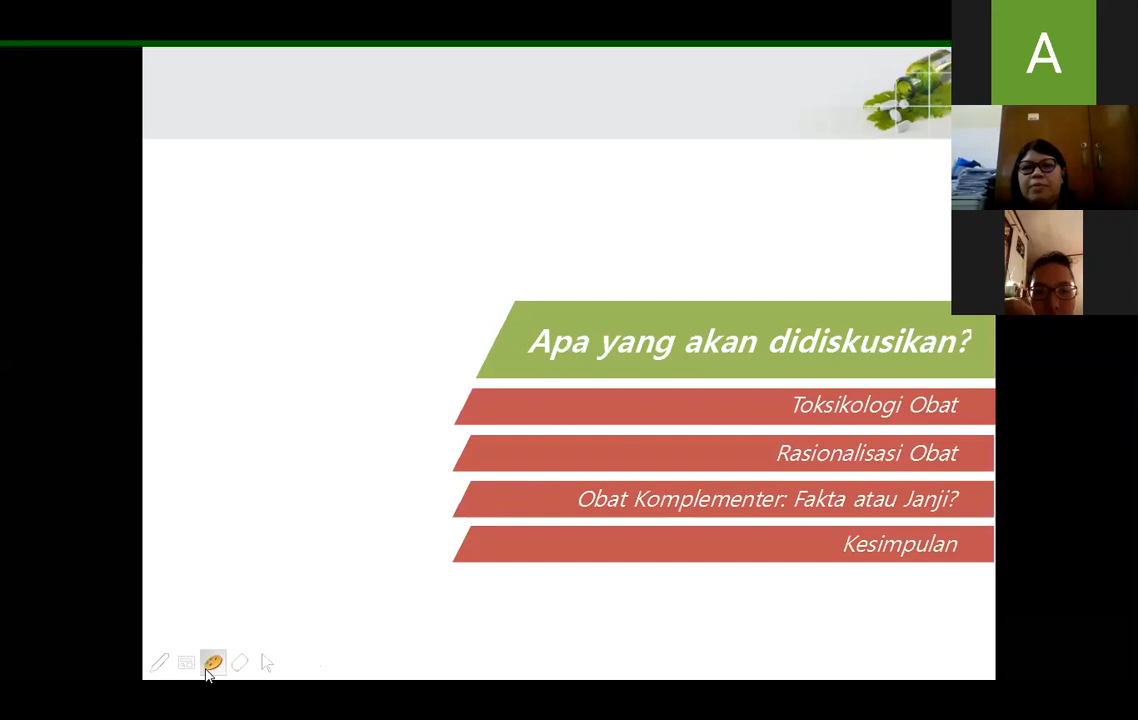 A
Apa yang akan didiskusikan?
Toksikologi Obat
Rasionalisasi Obat
Obat Komplementer: Fakta atau Janji?
Kesimpulan